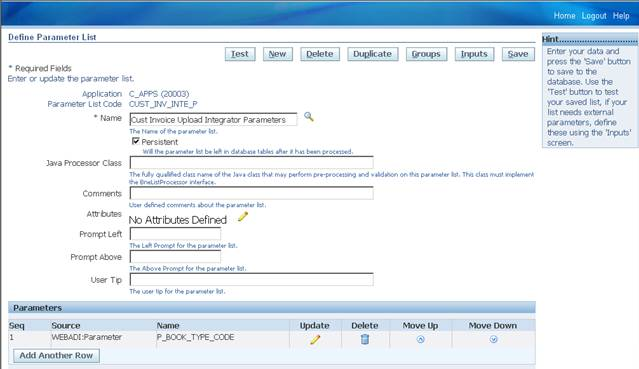 Home Logout Help
Define Parameter List
Test New Delete Duplicate Groups Inputs Save
* Required Fields
Enter or update the parameter list.
Application C_APPS (20003)
Parameter List Code CUST_INV_INTE_P
* Name Cust Invoice Upload Integrator Parameters
The Name of the parameter list.
Persistent
Will the parameter list be left in database tables after it has been processed.
Java Processor Class
The fully qualified class name of the Java class that may perform pre-processing and validation on this parameter list. This class must implement
the BneListProcessor interface.
Comments
User defined comments about the parameter list.
Attributes No Attributes Defined
Prompt Left
The Left Prompt for the parameter list.
Prompt Above
The Above Prompt for the parameter list.
User Tip
The user tip for the parameter list.
Parameters
Seq Source Name Update Delete Move Up Move Down
1 WEBADI:Parameter P_BOOK_TYPE_CODE
Add Another Row
Hint
Enter your data and
press the 'Save' button
to save to the
database. Use the
'Test' button to test
your saved list, if your
list needs external
parameters, define
these using the 'Inputs'
screen.